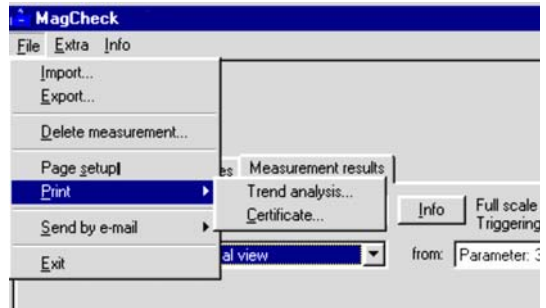 MagCheck
File Extra Info
Import...
Export...
Delete measurement...
Page setup
es Measurement results
Print
Trend analysis...
Certificate...
Info
Full scale
Triggering
Send by e-mail
al view
from: Parameter: 3
Exit